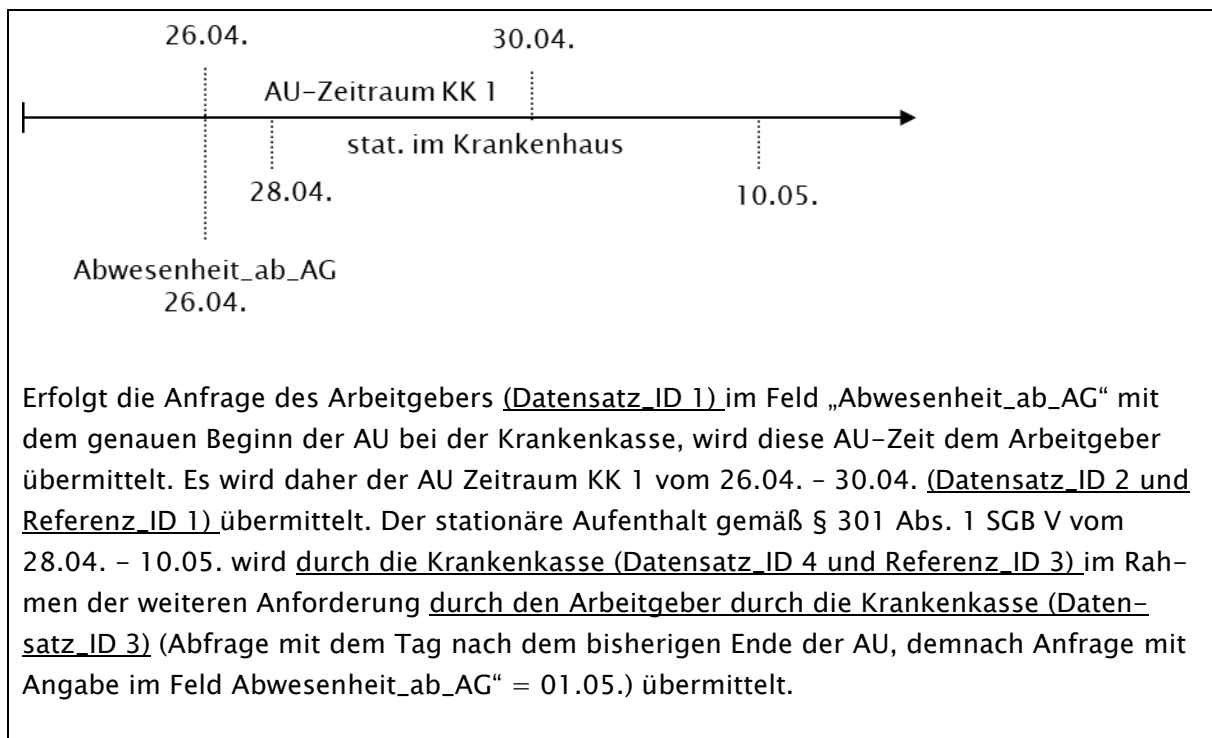 26.04. 30.04.
AU-Zeitraum KK 1
stat. im Krankenhaus
28.04. 10.05.
Abwesenheit_ab_AG
26.04.
Erfolgt die Anfrage des Arbeitgebers (Datensatz_ID 1) im Feld „Abwesenheit_ab_AG“ mit
dem genauen Beginn der AU bei der Krankenkasse, wird diese AU-Zeit dem Arbeitgeber
übermittelt. Es wird daher der AU Zeitraum KK 1 vom 26.04. – 30.04. (Datensatz_ID 2 und
Referenz_ID 1) übermittelt. Der stationäre Aufenthalt gemäß § 301 Abs. 1 SGB V vom
28.04. – 10.05. wird durch die Krankenkasse (Datensatz_ID 4 und Referenz_ID 3) im Rah-
men der weiteren Anforderung durch den Arbeitgeber durch die Krankenkasse (Daten-
satz_ID 3) (Abfrage mit dem Tag nach dem bisherigen Ende der AU, demnach Anfrage mit
Angabe im Feld Abwesenheit_ab_AG“ = 01.05.) übermittelt.